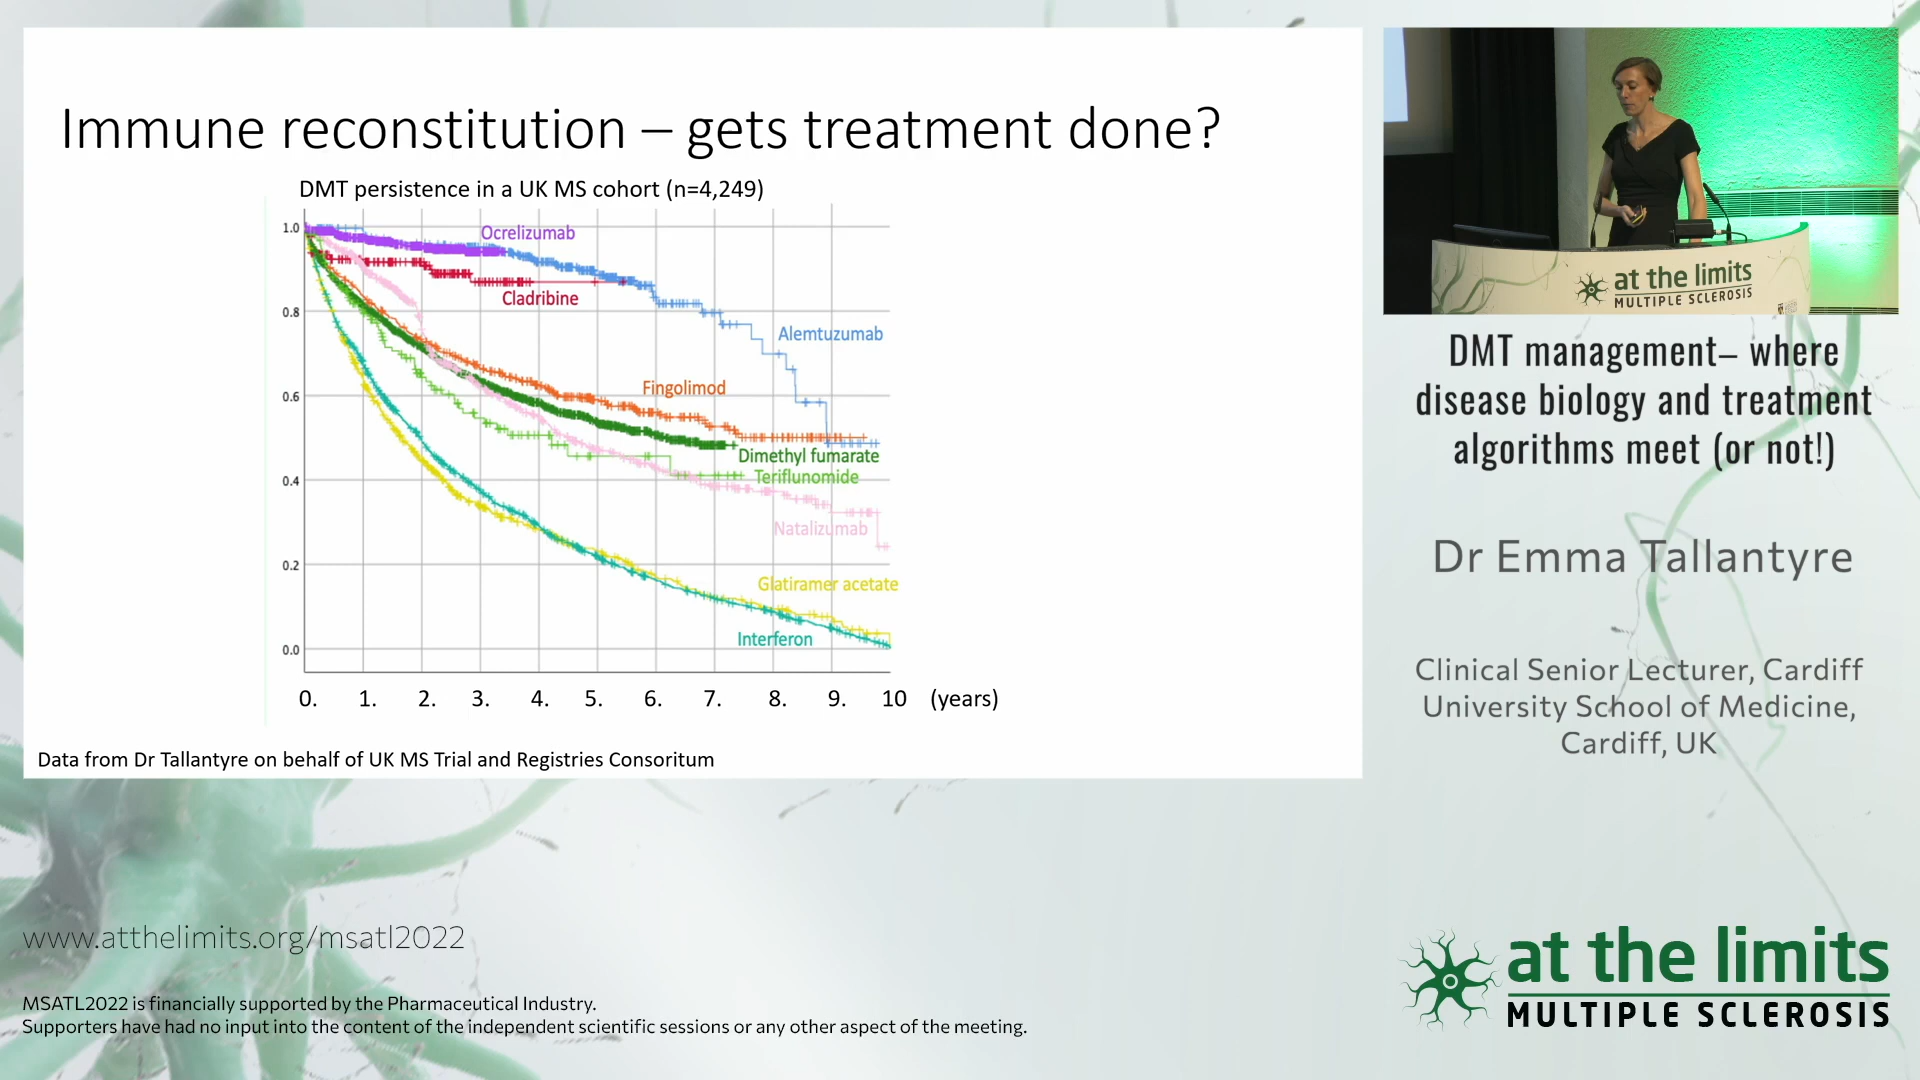 Immune reconstitution – gets treatment done?
DMT persistence in a UK MS cohort (n=4,249)
1.0
0.8
0.6
0.4
0.2
0.0
Ocrelizumab
Cladribine
Alemtuzumab
Fingolimod
Dimethyl fumarate
Teriflunomide
Natalizumab
Glatiramer acetate
Interferon
0. 1. 2. 3. 4. 5. 6. 7. 8. 9. 10 (years)
Data from Dr Tallantyre on behalf of UK MS Trial and Registries Consoritum
at the limits
MULTIPLE SCLEROSIS
DMT management– where
disease biology and treatment
algorithms meet (or not!)
Dr Emma Tallantyre
Clinical Senior Lecturer, Cardiff
University School of Medicine,
Cardiff, UK
www.atthelimits.org/msatl2022
MSATL2022 is financially supported by the Pharmaceutical Industry.
Supporters have had no input into the content of the independent scientific sessions or any other aspect of the meeting.
at the limits
MULTIPLE SCLEROSIS